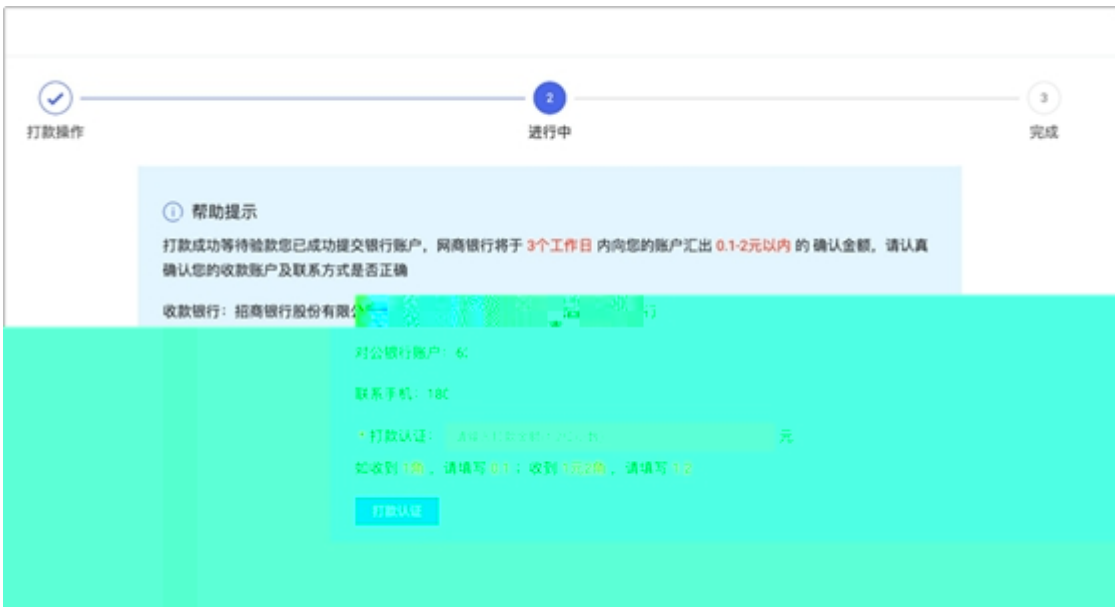 2
3
打款操作
进行中
完成
帮助提示
打款成功等待验款您已成功提交银行账户，网商银行将于 3个工作日 内向您的账户汇出 0.1-2元以内 的 确认金额，请认真
确认您的收款账户及联系方式是否正确
收款银行：招商银行股份有限公
对公银行账户：6
联系手机：180
*打款认证： 元
如收到 1角 ，请填写 0.1 ；收到 1元2角 ，请填写 1.2
打款认证